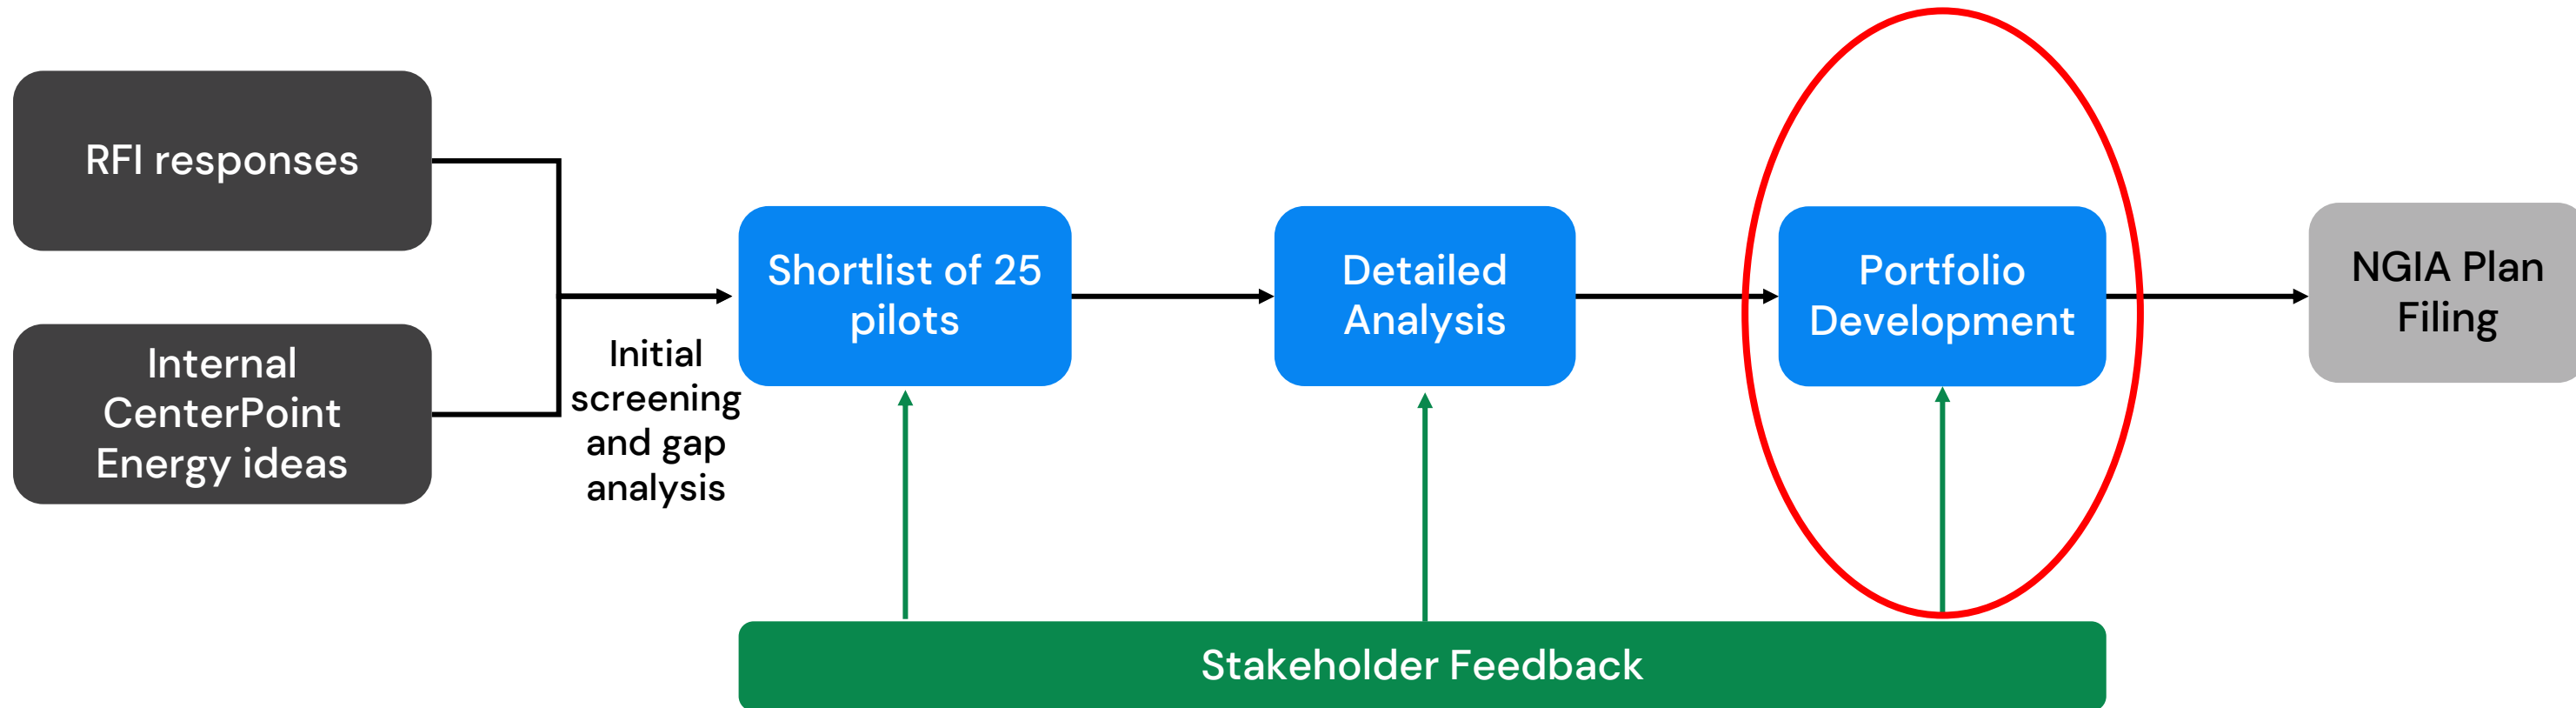 RFI responses
Internal
CenterPoint
Energy ideas
Initial
screening
and gap
analysis
Shortlist of 25
pilots
Detailed
Analysis
Portfolio
Development
NGIA Plan
Filing
Stakeholder Feedback